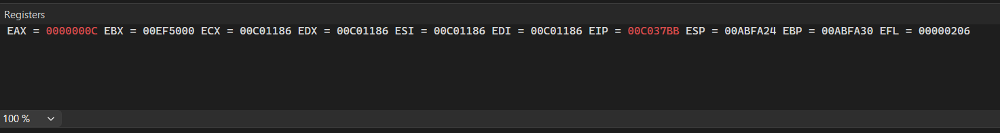 Registers
EAX = 0000000C EBX = 00EF5000 ECX = 00C01186 EDX = 00C01186 ESI = 00C01186 EDI = 00C01186 EIP = 00C037BB ESP = 00ABFA24 EBP = 00ABFA30 EFL = 00000206
100 %